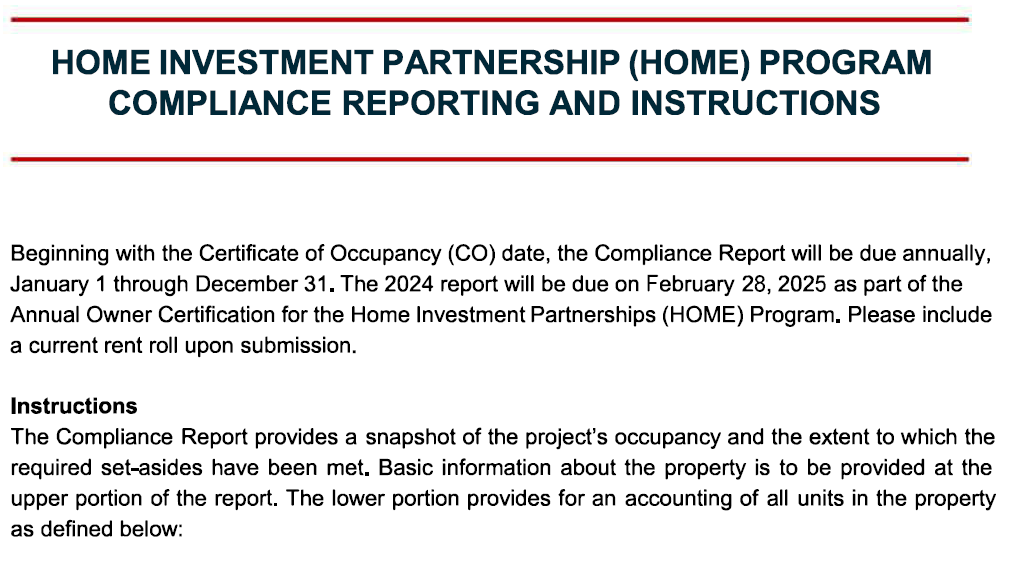 HOME INVESTMENT PARTNERSHIP (HOME) PROGRAM
COMPLIANCE REPORTING AND INSTRUCTIONS
Beginning with the Certificate of Occupancy (CO) date, the Compliance Report will be due annually,
January 1 through December 31. The 2024 report will be due on February 28, 2025 as part of the
Annual Owner Certification for the Home Investment Partnerships (HOME) Program. Please include
a current rent roll upon submission.
Instructions
The Compliance Report provides a snapshot of the project's occupancy and the extent to which the
required set-asides have been met. Basic information about the property is to be provided at the
upper portion of the report. The lower portion provides for an accounting of all units in the property
as defined below: